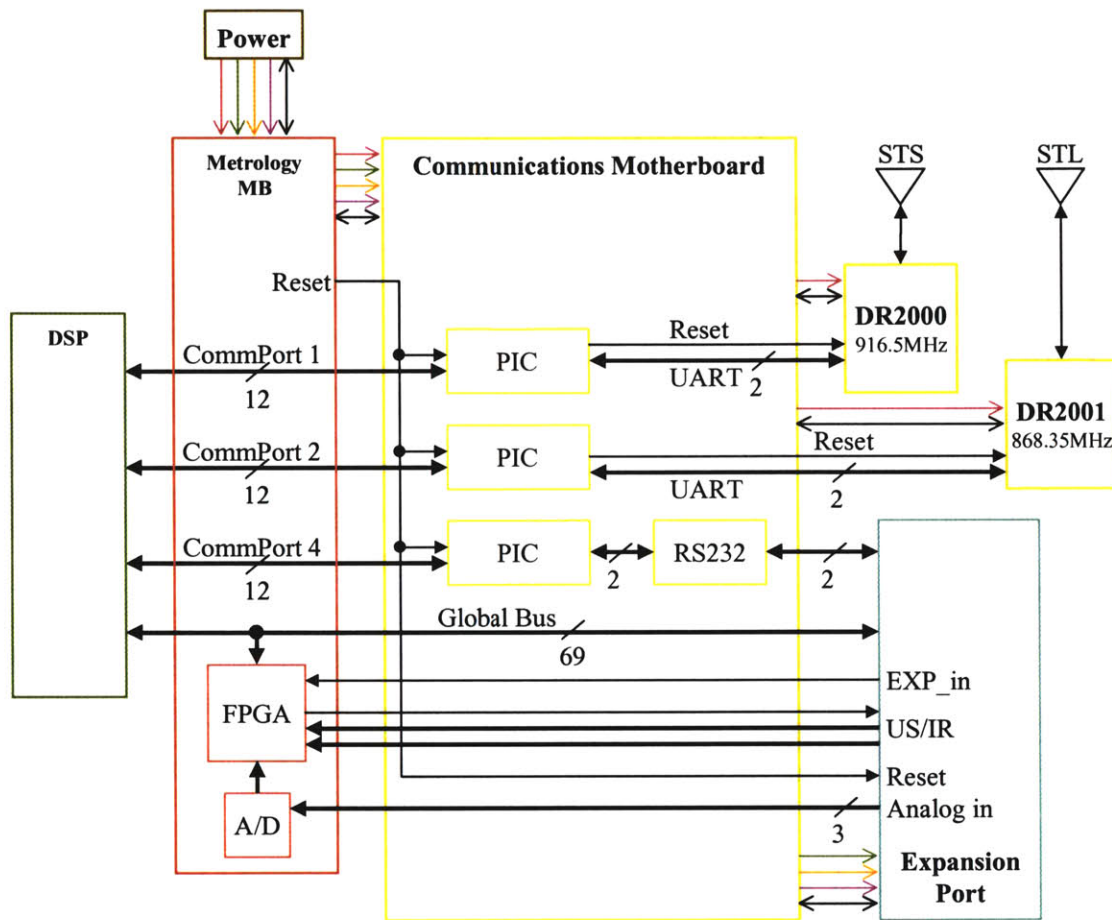 Power
Metrology
MB
Communications Motherboard
STS
STL
Reset
DSP
DR2000
916.5MHz
CommPort 1
12
PIC
Reset
UART
2
DR2001
868.35MHz
CommPort 2
12
PIC
Reset
UART
2
CommPort 4
12
PIC
2
RS232
2
Global Bus
69
FPGA
EXP_in
US/IR
Reset
A/D
Analog in
3
Expansion
Port